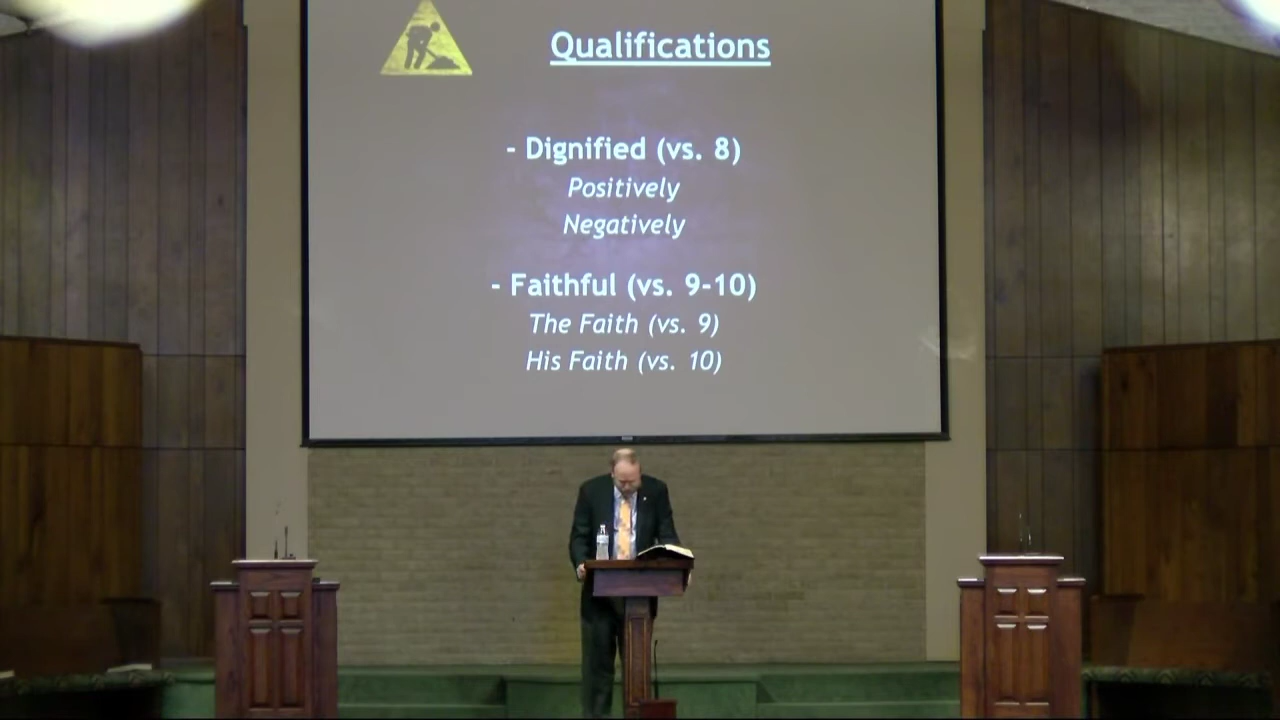 Qualifications
- Dignified (vs. 8)
Positively
Negatively
- Faithful (vs. 9-10)
The Faith (vs. 9)
His Faith (vs. 10)